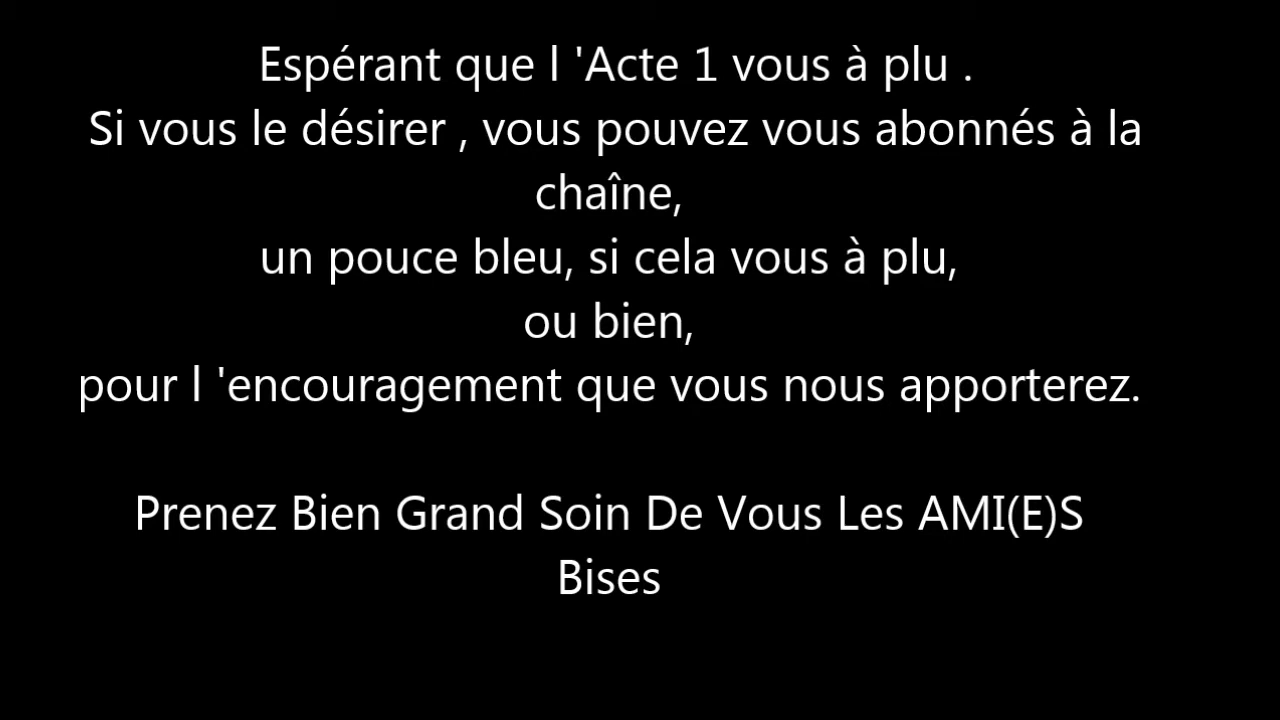 Espérant que l 'Acte 1 vous à plu .
Si vous le désirer , vous pouvez vous abonnés à la
chaîne,
un pouce bleu, si cela vous à plu,
ou bien,
pour l 'encouragement que vous nous apporterez.
Prenez Bien Grand Soin De Vous Les AMI(E)S
Bises